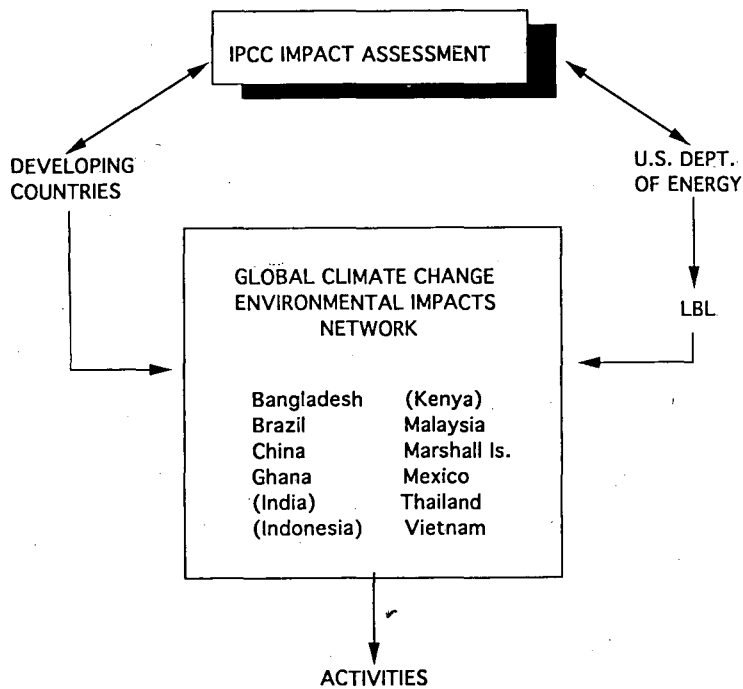 IPCC IMPACT ASSESSMENT
DEVELOPING
COUNTRIES
U.S. DEPT.
OF ENERGY
LBL
GLOBAL CLIMATE CHANGE
ENVIRONMENTAL IMPACTS
NETWORK
Bangladesh (Kenya)
Brazil Malaysia
China Marshall Is.
Ghana Mexico
(India) Thailand
(Indonesia) Vietnam
ACTIVITIES